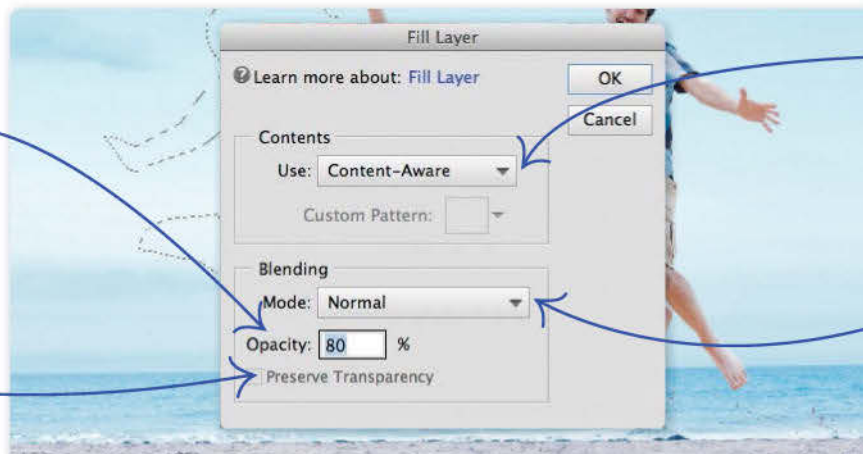 Fill Layer
Learn more about: Fill Layer
OK
Cancel
Contents
Use: Content-Aware
Custom Pattern:
Blending
Mode: Normal
Opacity: 80 %
Preserve Transparency